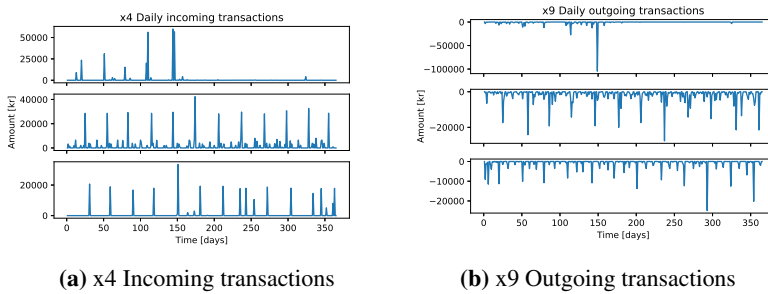 x4 Daily incoming transactions
50000
25000
0
40000
20000
0
20000
0
Amount [kr]
0 50 100 150 200 250 300 350
Time [days]
(a) x4 Incoming transactions
x9 Daily outgoing transactions
0
−50000
−100000
0
−20000
0
−10000
−20000
Amount [kr]
0 50 100 150 200 250 300 350
Time [days]
(b) x9 Outgoing transactions